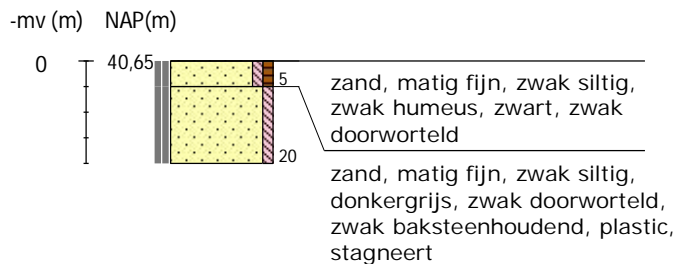 -mv (m) NAP(m)
0 40,65
5
zand, matig fijn, zwak siltig,
zwak humeus, zwart, zwak
doorworteld
20
zand, matig fijn, zwak siltig,
donkergrijs, zwak doorworteld,
zwak baksteenhoudend, plastic,
stagneert